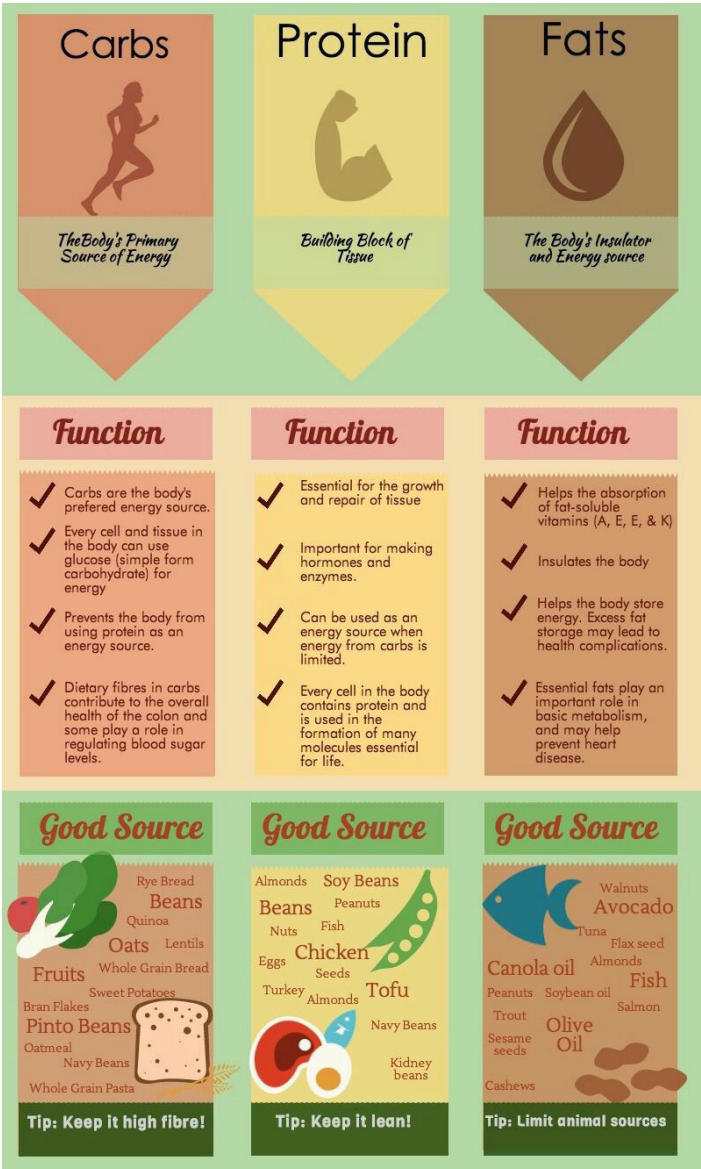 Carbs
The Body's Primary
Source of Energy
Protein
Building Block of
Tissue
Fats
The Body's Insulator
and Energy source
Function
Carbs are the body's
prefered energy source.
Every cell and tissue in
the body can use
glucose (simple form
carbohydrate) for
energy
Prevents the body from
using protein as an
energy source.
Dietary fibres in carbs
contribute to the overall
health of the colon and
some play a role in
regulating blood sugar
levels.
Function
Essential for the growth
and repair of tissue
Important for making
hormones and
enzymes.
Can be used as an
energy source when
energy from carbs is
limited.
Every cell in the body
contains protein and
is used in the
formation of many
molecules essential
for life.
Function
Helps the absorption
of fat-soluble
vitamins (A, E, E, & K)
Insulates the body
Helps the body store
energy. Excess fat
storage may lead to
health complications.
Essential fats play an
important role in
basic metabolism,
and may help
prevent heart
disease.
Good Source
Rye Bread
Beans
Quinoa
Oats Lentils
Fruits Whole Grain Bread
Sweet Potatoes
Bran Flakes
Pinto Beans
Oatmeal
Navy Beans
Whole Grain Pasta
Tip: Keep it high fibre!
Good Source
Almonds Soy Beans
Beans Peanuts
Nuts Fish
Eggs Chicken
Seeds
Turkey Almonds Tofu
Navy Beans
Kidney
beans
Tip: Keep it lean!
Good Source
Walnuts
Avocado
Tuna
Flax seed
Canola oil Almonds
Fish
Peanuts Soybean oil
Salmon
Trout
Olive
Oil
Sesame
seeds
Cashews
Tip: Limit animal sources